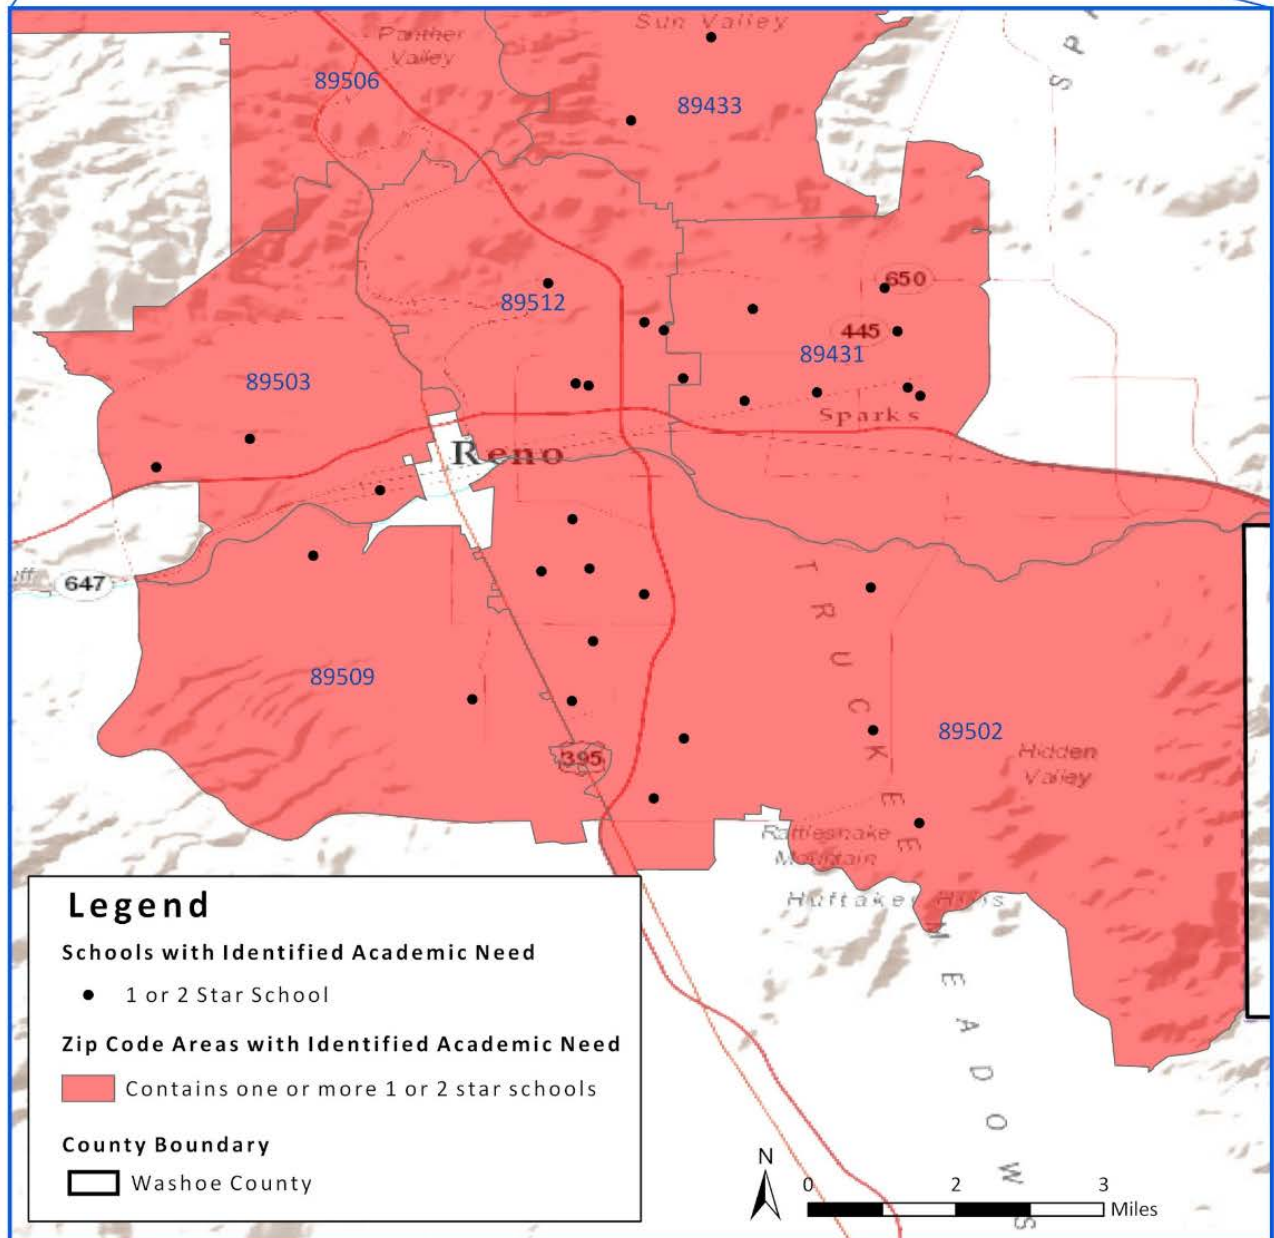 Sun Valley
Panther
Valley
89506
89433
S P
650
89512
445
89431
89503
Sparks
Reno
647
T R U C K E E
89509
89502
395
Hidden
Valley
Rattlesnake
Mountain
Huffaker Hills
M E A D O W S
Legend
Schools with Identified Academic Need
1 or 2 Star School
Zip Code Areas with Identified Academic Need
Contains one or more 1 or 2 star schools
County Boundary
Washoe County
N
0 2 3
Miles